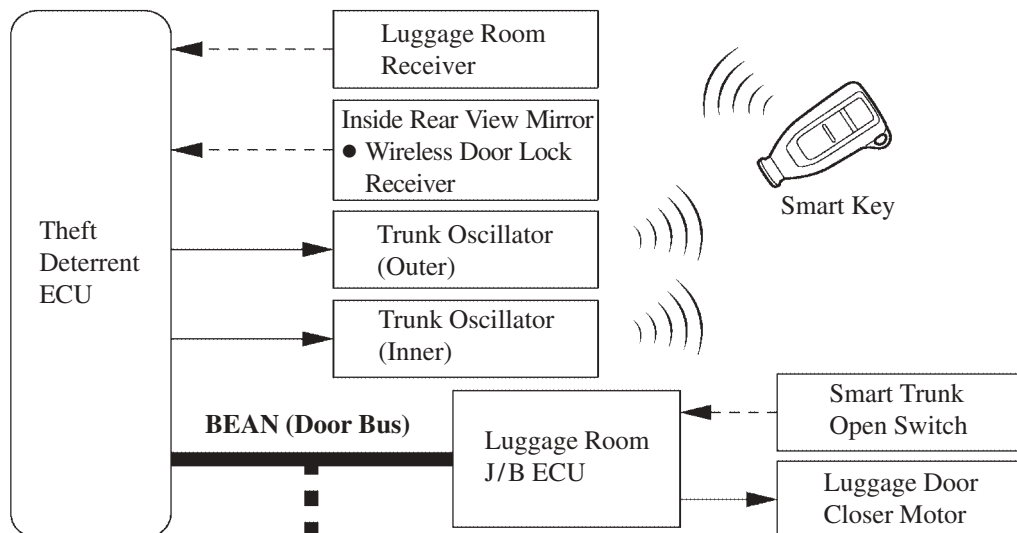 Luggage Room
Receiver
Inside Rear View Mirror
● Wireless Door Lock
Receiver
Smart Key
Theft
Deterrent
ECU
Trunk Oscillator
(Outer)
Trunk Oscillator
(Inner)
BEAN (Door Bus)
Luggage Room
J/B ECU
Smart Trunk
Open Switch
Luggage Door
Closer Motor